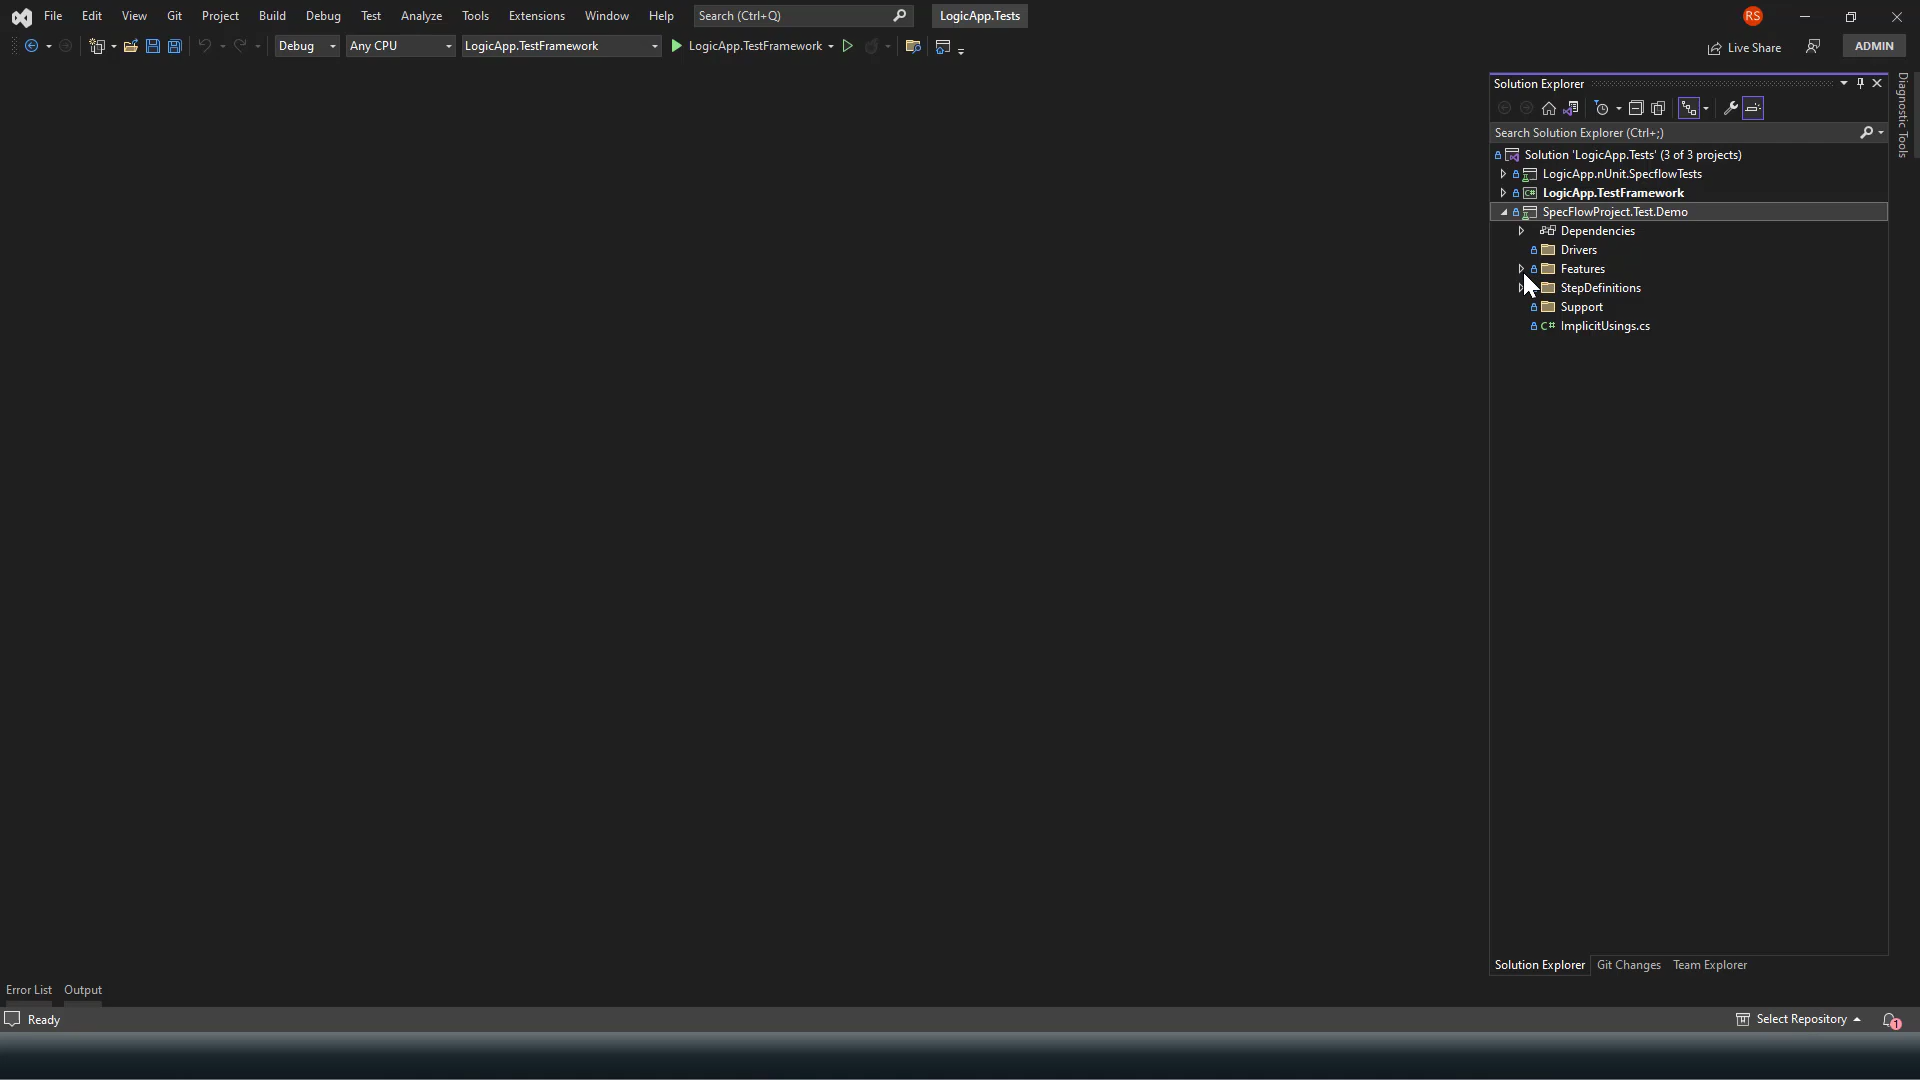 File Edit View Git Project Build Debug Test Analyze Tools Extensions Window Help Search (Ctrl+Q) LogicApp.Tests RS
Debug Any CPU LogicApp.TestFramework LogicApp.TestFramework Live Share ADMIN
Solution Explorer
Diagnostic Tools
Search Solution Explorer (Ctrl+;)
Solution 'LogicApp.Tests' (3 of 3 projects)
LogicApp.nUnit.SpecflowTests
C# LogicApp.TestFramework
SpecFlowProject.Test.Demo
Dependencies
Drivers
Features
StepDefinitions
Support
C# ImplicitUsings.cs
Solution Explorer Git Changes Team Explorer
Error List Output
Ready Select Repository 1